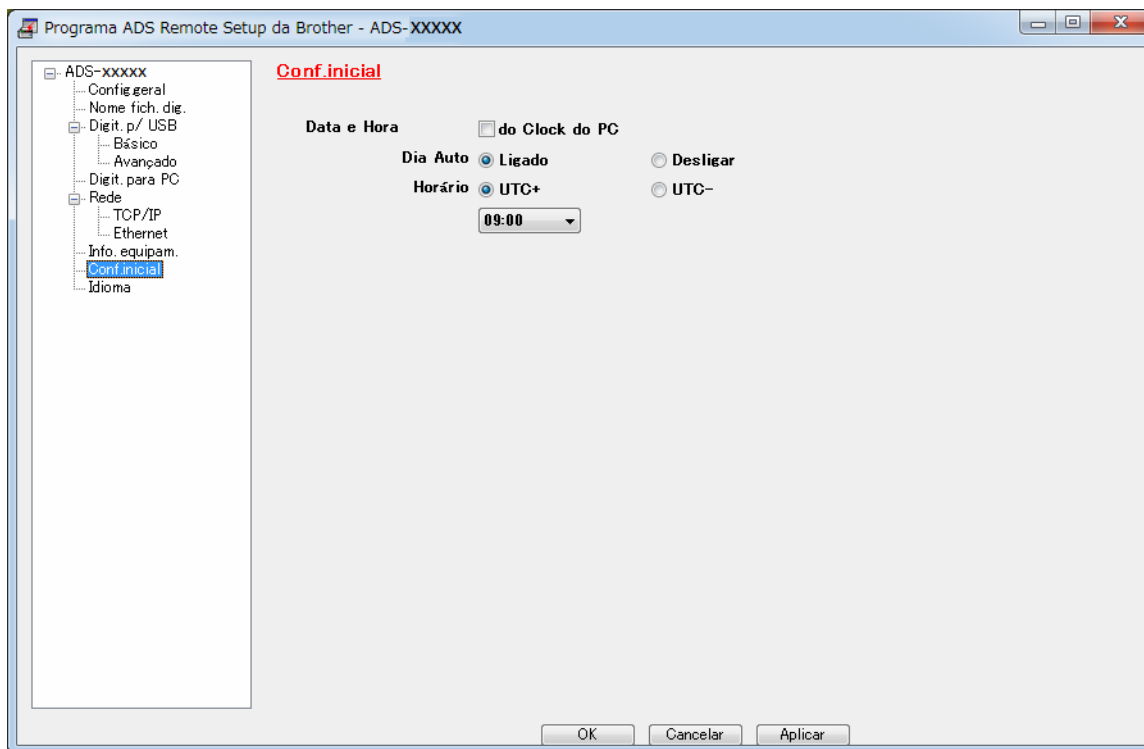 Programa ADS Remote Setup da Brother - ADS-XXXXX
ADS-xxxxx
Config.geral
Nome fich. dig.
Digit. p/ USB
Básico
Avançado
Digit. para PC
Rede
TCP/IP
Ethernet
Info. equipam.
Conf.inicial
Idioma
Conf.inicial
Data e Hora do Clock do PC
Dia Auto Ligado Desligar
Horário UTC+ UTC-
09:00
OK Cancelar Aplicar